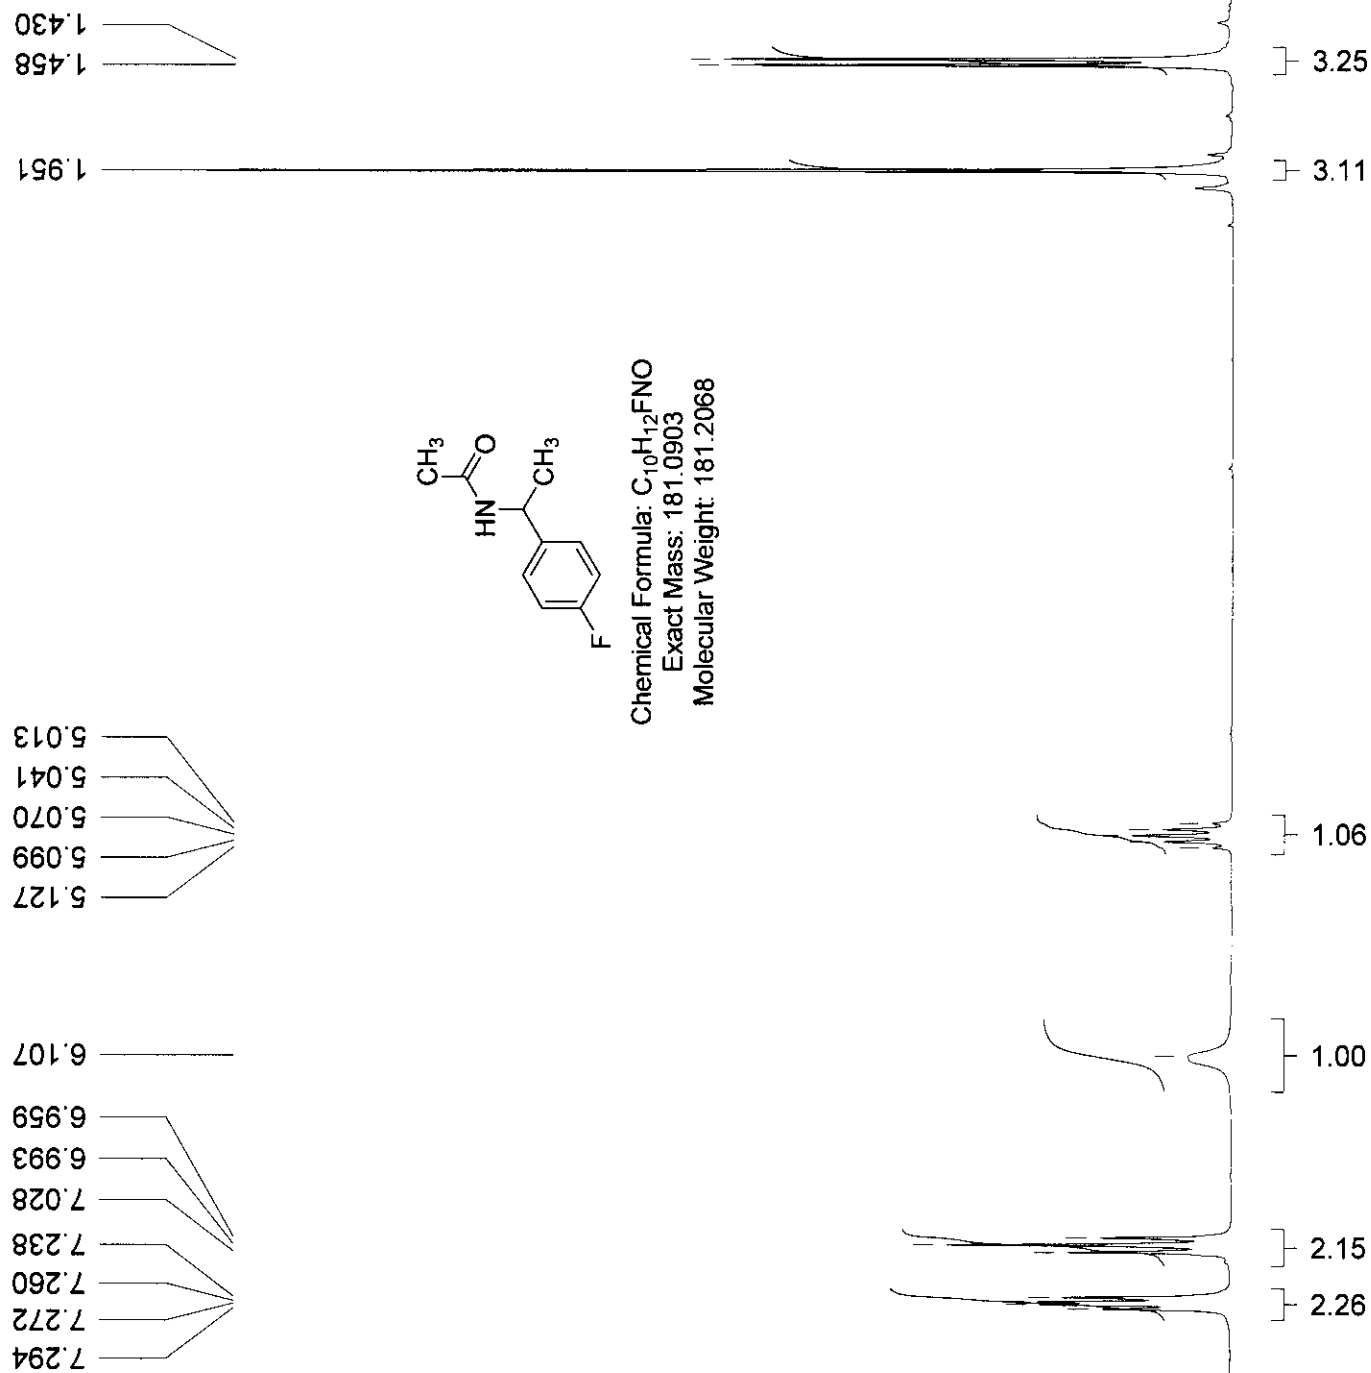 1.430
1.458
1.951
5.013
5.041
5.070
5.099
5.127
6.107
6.959
6.993
7.028
7.238
7.260
7.272
7.294
CH3
O
HN
CH3
F
Chemical Formula: C10H12FNO
Exact Mass: 181.0903
Molecular Weight: 181.2068
3.25
3.11
1.06
1.00
2.15
2.26